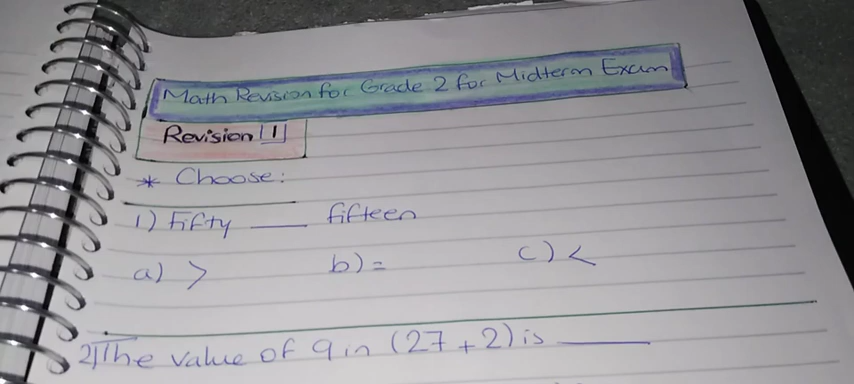 Math Revision for Grade 2 for Midterm Exam
Revision 1
* Choose:
1) Fifty ____ fifteen
a) > b) = c) <
2) The value of 9 in (27 + 2) is ____